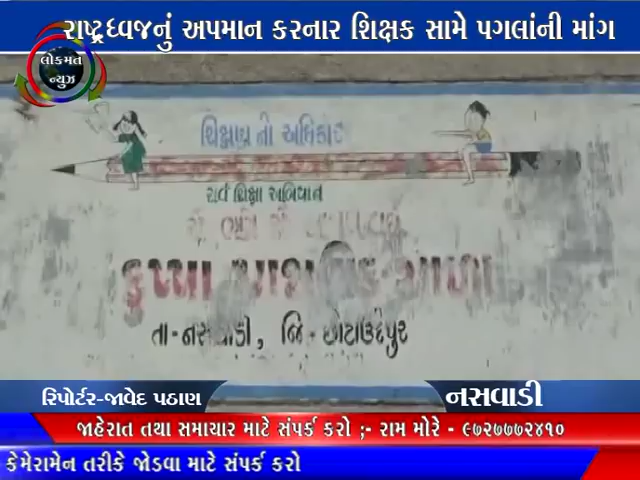 રાષ્ટ્રધ્વજનું અપમાન કરનાર શિક્ષક સામે પગલાંની માંગ
લોકમત
ન્યુઝ
શિક્ષણ નો અધિકાર
સર્વ શિક્ષા અભિયાન
શાળા
તા-નસવાડી, જિ-છોટાઉદેપુર
રિપોર્ટર-જાવેદ પઠાણ
નસવાડી
જાહેરાત તથા સમાચાર માટે સંપર્ક કરો ;- રામ મોરે - ૯૭૨૭૭૭૨૪૧૦
કેમેરામેન તરીકે જોડવા માટે સંપર્ક કરો